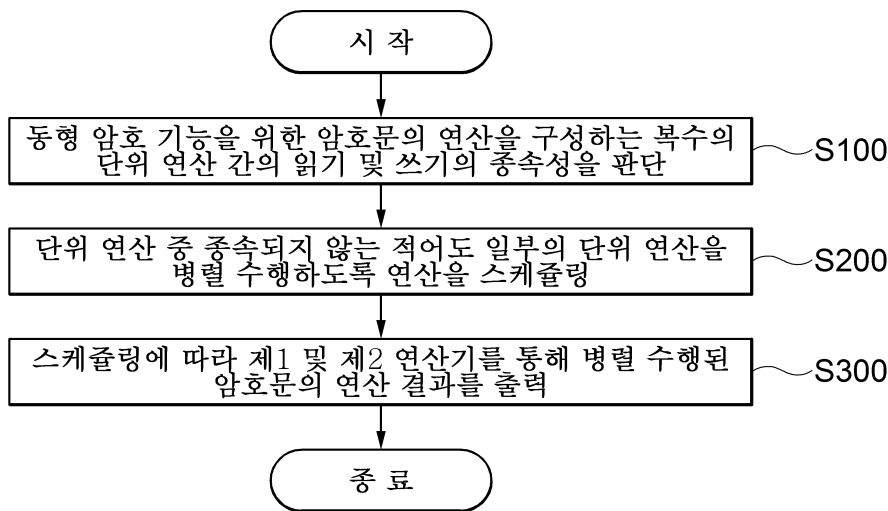 시 작
동형 암호 기능을 위한 암호문의 연산을 구성하는 복수의
단위 연산 간의 읽기 및 쓰기의 종속성을 판단
S100
단위 연산 중 종속되지 않는 적어도 일부의 단위 연산을
병렬 수행하도록 연산을 스케쥴링
S200
스케쥴링에 따라 제1 및 제2 연산기를 통해 병렬 수행된
암호문의 연산 결과를 출력
S300
종 료